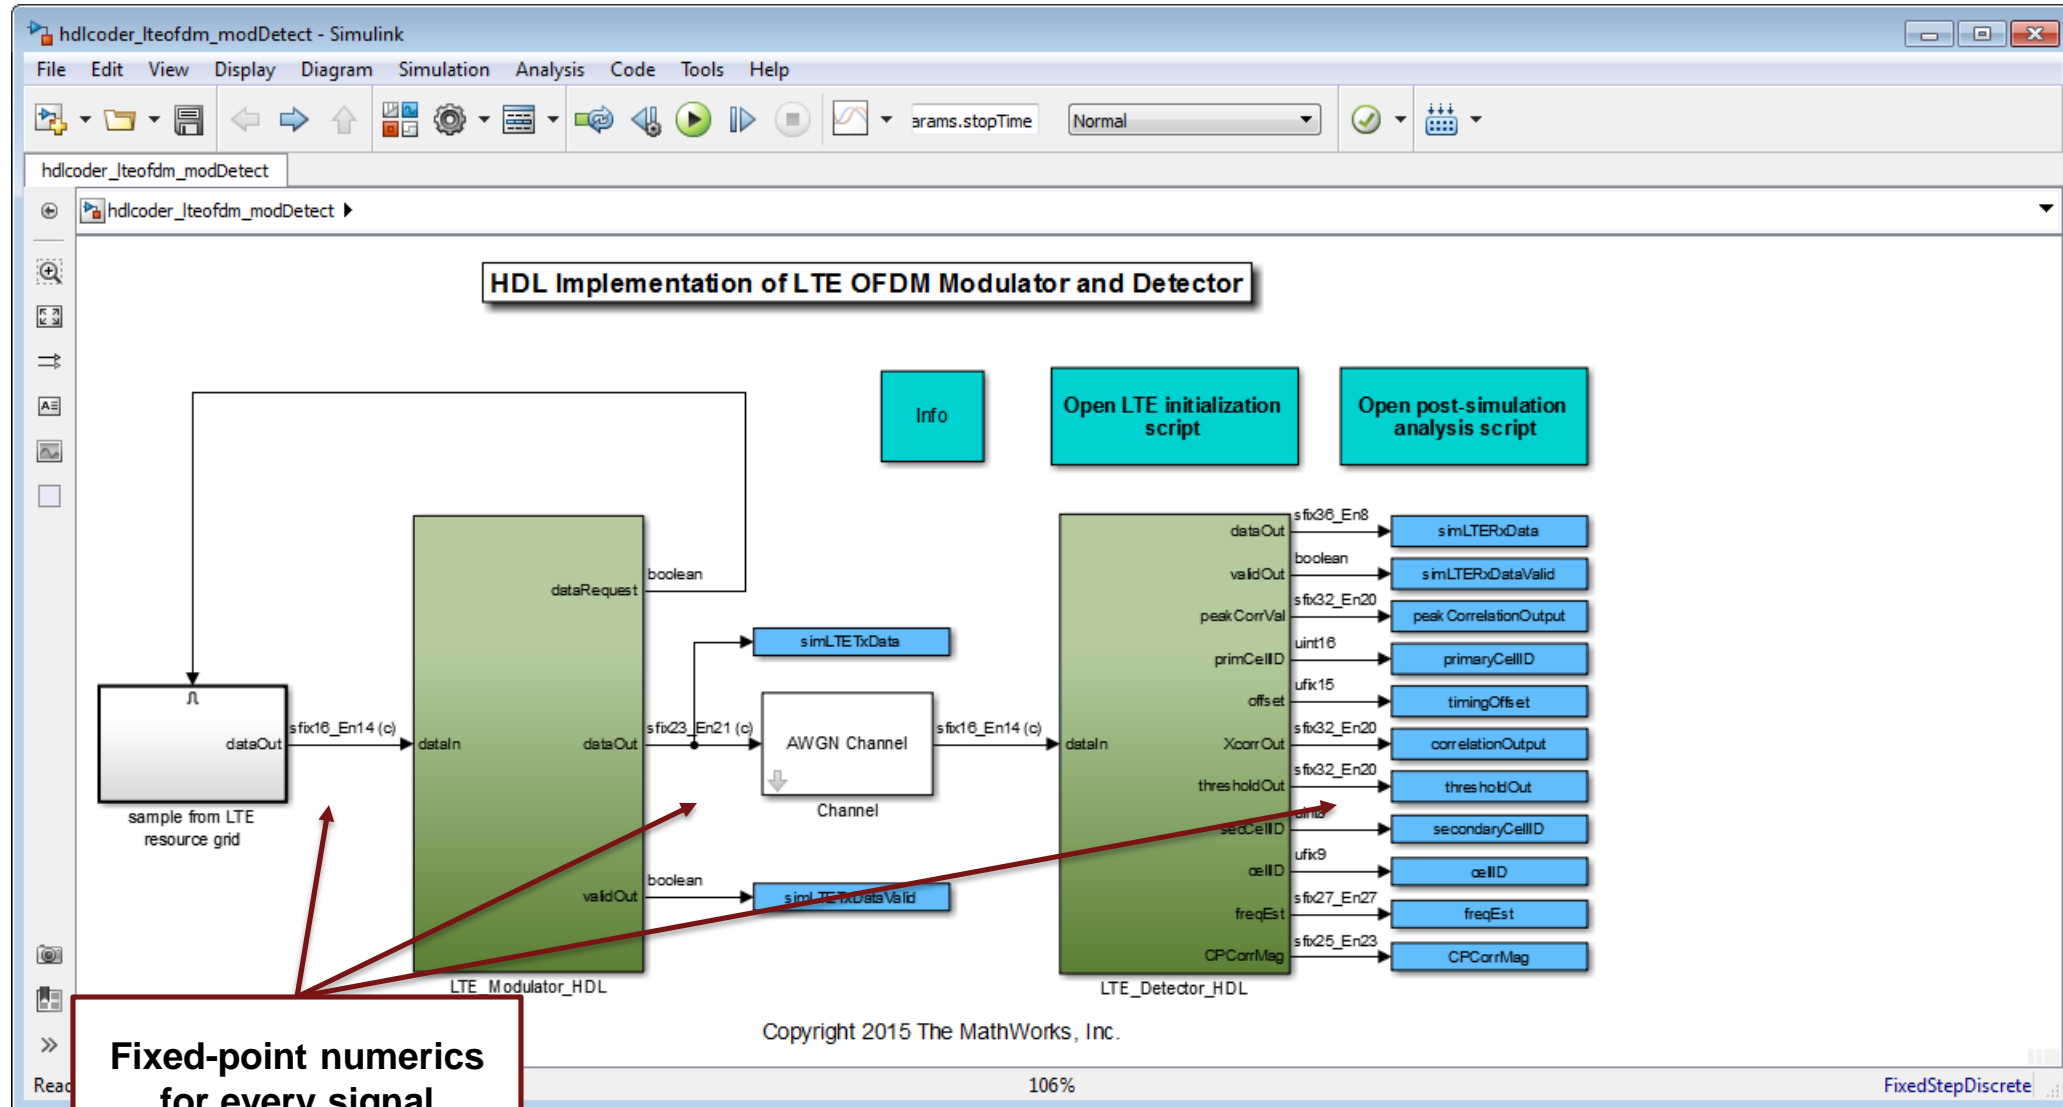 hdlcoder_lteofdm_modDetect - Simulink
File Edit View Display Diagram Simulation Analysis Code Tools Help
arams.stopTime Normal
hdlcoder_lteofdm_modDetect
hdlcoder_lteofdm_modDetect
HDL Implementation of LTE OFDM Modulator and Detector
Info
Open LTE initialization
script
Open post-simulation
analysis script
dataOut
sample from LTE
resource grid
sfix16_En14 (c)
dataIn
dataRequest
dataOut
validOut
LTE_Modulator_HDL
boolean
simLTETxData
sfix23_En21 (c)
boolean
simLTETxDataValid
AWGN Channel
Channel
sfix16_En14 (c)
dataIn
LTE_Detector_HDL
dataOut sfix36_En8 simLTERxData
validOut boolean simLTERxDataValid
peakCorrVal sfix32_En20 peakCorrelationOutput
primCellID uint16 primaryCellID
offset ufix15 timingOffset
XcorrOut sfix32_En20 correlationOutput
thresholdOut sfix32_En20 thresholdOut
secCellID secondaryCellID
cellID ufix9 cellID
freqEst sfix27_En27 freqEst
CPCorrMag sfix25_En23 CPCorrMag
Copyright 2015 The MathWorks, Inc.
Fixed-point numerics
for every signal
106% FixedStepDiscrete